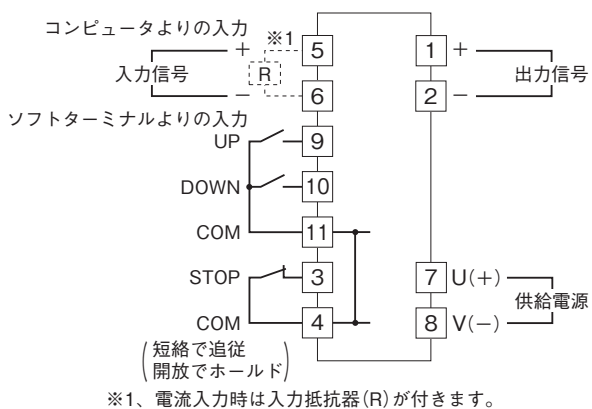 コンピュータよりの入力
※1
+ 5 1 +
入力信号 R 出力信号
− 6 2 −
ソフトターミナルよりの入力
UP 9
DOWN 10
COM 11
STOP 3 7 U(+)
供給電源
COM 4 8 V(−)
(短絡で追従
開放でホールド)
※1、電流入力時は入力抵抗器(R)が付きます。